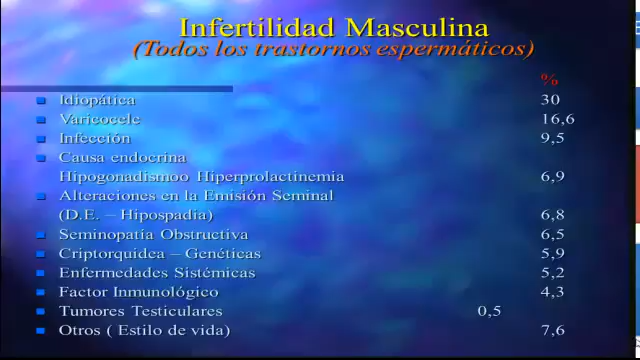 Infertilidad Masculina
(Todos los trastornos espermáticos)
%
Idiopática 30
Varicocele 16,6
Infección 9,5
Causa endocrina
Hipogonadismoo Hiperprolactinemia 6,9
Alteraciones en la Emisión Seminal
(D.E. – Hipospadia) 6,8
Seminopatía Obstructiva 6,5
Criptorquidea – Genéticas 5,9
Enfermedades Sistémicas 5,2
Factor Inmunológico 4,3
Tumores Testiculares 0,5
Otros ( Estilo de vida) 7,6